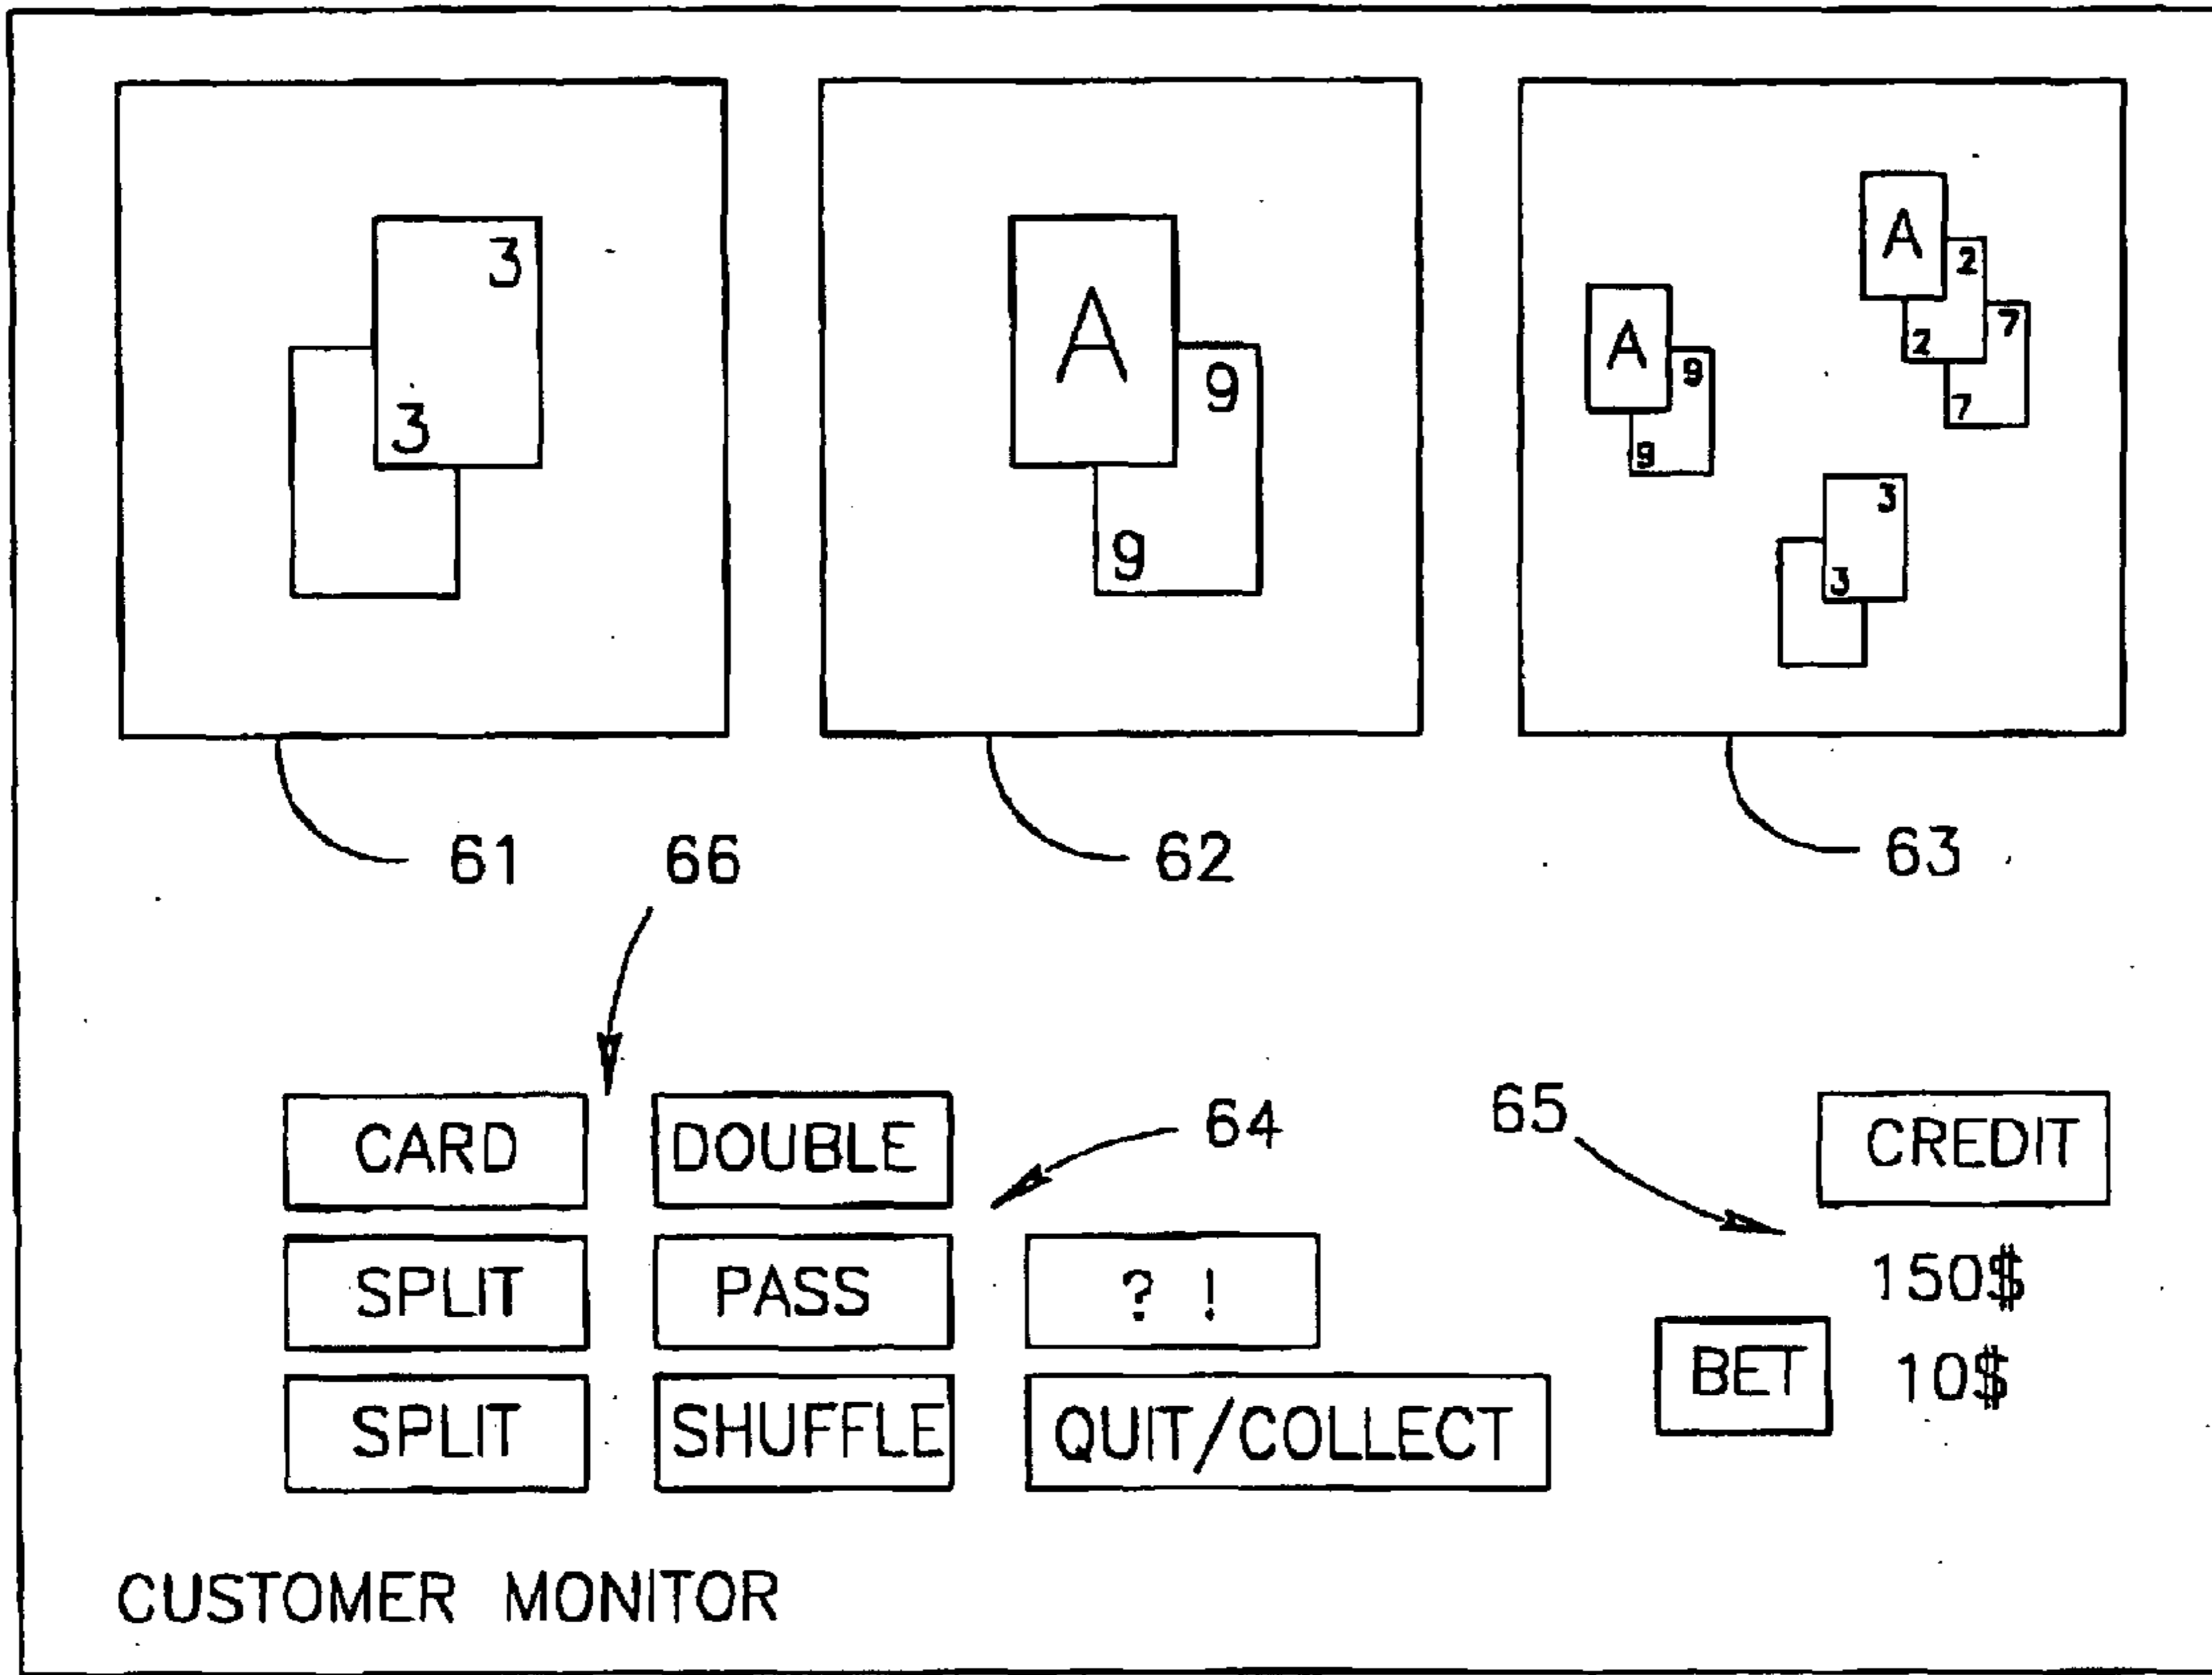 3
3
A
9
9
A
2
2
7
7
A
9
9
3
3
61
66
62
63
65
64
CARD
DOUBLE
CREDIT
SPLIT
PASS
? !
150$
BET
10$
SPLIT
SHUFFLE
QUIT/COLLECT
CUSTOMER MONITOR